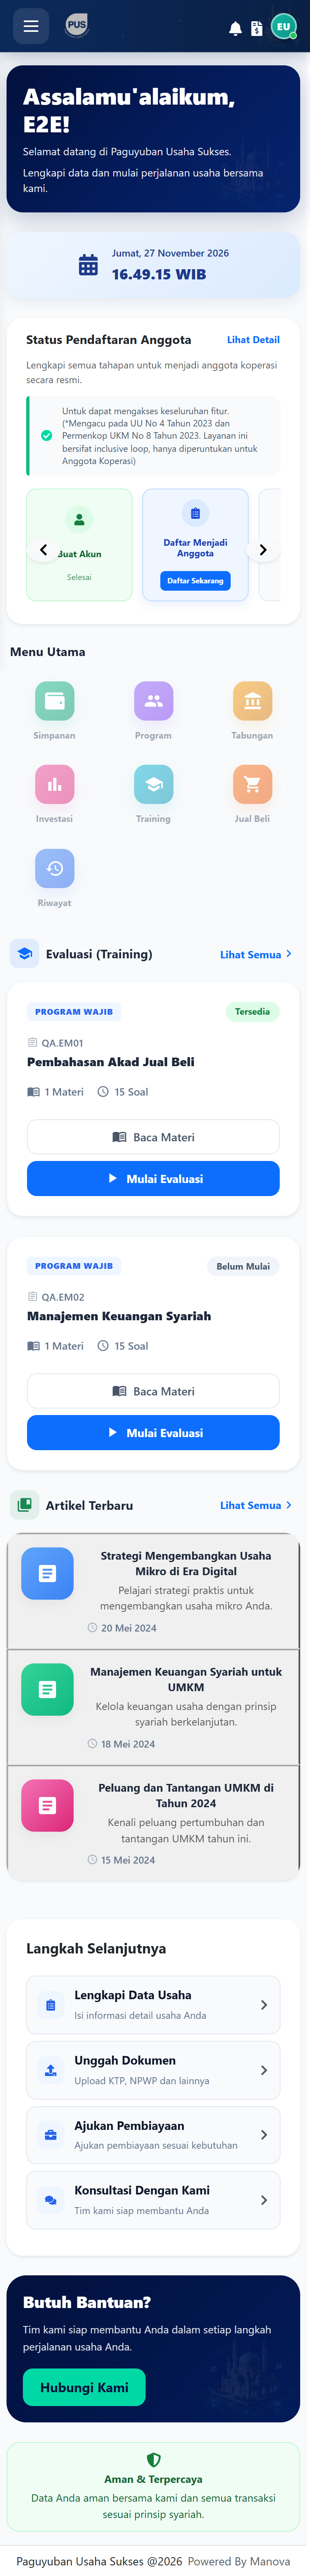 PUS
EU
Assalamu'alaikum,
E2E!
Selamat datang di Paguyuban Usaha Sukses.
Lengkapi data dan mulai perjalanan usaha bersama
kami.
Jumat, 27 November 2026
16.49.15 WIB
Status Pendaftaran Anggota
Lihat Detail
Lengkapi semua tahapan untuk menjadi anggota koperasi
secara resmi.
Untuk dapat mengakses keseluruhan fitur.
(*Mengacu pada UU No 4 Tahun 2023 dan
Permenkop UKM No 8 Tahun 2023. Layanan ini
bersifat inclusive loop, hanya diperuntukan untuk
Anggota Koperasi)
Buat Akun
Selesai
Daftar Menjadi
Anggota
Daftar Sekarang
Menu Utama
Simpanan
Program
Tabungan
Investasi
Training
Jual Beli
Riwayat
Evaluasi (Training)
Lihat Semua
PROGRAM WAJIB
Tersedia
QA.EM01
Pembahasan Akad Jual Beli
1 Materi
15 Soal
Baca Materi
Mulai Evaluasi
PROGRAM WAJIB
Belum Mulai
QA.EM02
Manajemen Keuangan Syariah
1 Materi
15 Soal
Baca Materi
Mulai Evaluasi
Artikel Terbaru
Lihat Semua
Strategi Mengembangkan Usaha
Mikro di Era Digital
Pelajari strategi praktis untuk
mengembangkan usaha mikro Anda.
20 Mei 2024
Manajemen Keuangan Syariah untuk
UMKM
Kelola keuangan usaha dengan prinsip
syariah berkelanjutan.
18 Mei 2024
Peluang dan Tantangan UMKM di
Tahun 2024
Kenali peluang pertumbuhan dan
tantangan UMKM tahun ini.
15 Mei 2024
Langkah Selanjutnya
Lengkapi Data Usaha
Isi informasi detail usaha Anda
Unggah Dokumen
Upload KTP, NPWP dan lainnya
Ajukan Pembiayaan
Ajukan pembiayaan sesuai kebutuhan
Konsultasi Dengan Kami
Tim kami siap membantu Anda
Butuh Bantuan?
Tim kami siap membantu Anda dalam setiap langkah
perjalanan usaha Anda.
Hubungi Kami
Aman & Terpercaya
Data Anda aman bersama kami dan semua transaksi
sesuai prinsip syariah.
Paguyuban Usaha Sukses @2026 Powered By Manova